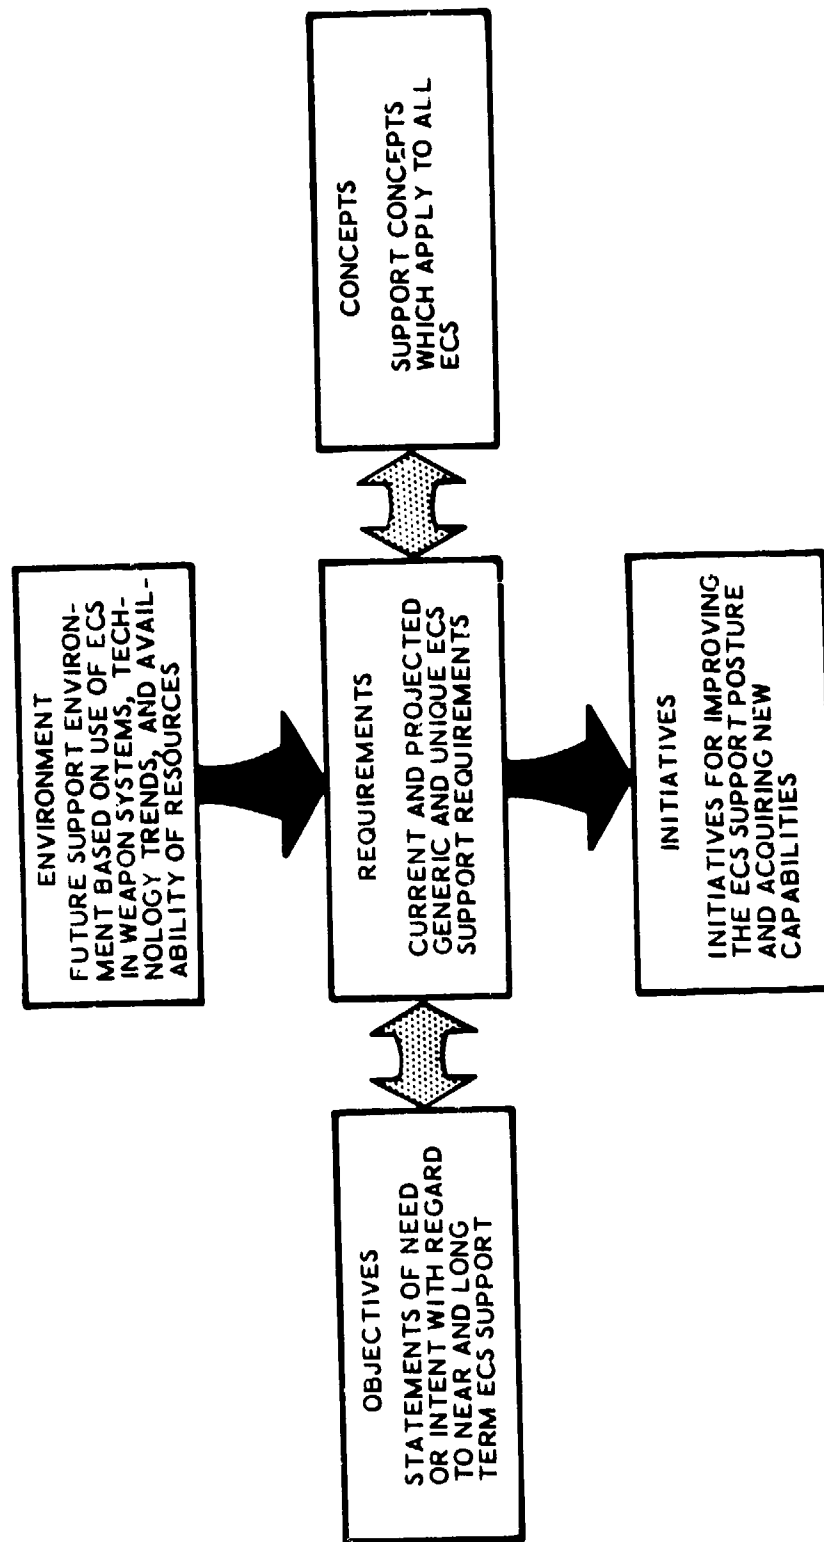 ENVIRONMENT
FUTURE SUPPORT ENVIRON-
MENT BASED ON USE OF ECS
IN WEAPON SYSTEMS, TECH-
NOLOGY TRENDS, AND AVAIL-
ABILITY OF RESOURCES
OBJECTIVES
STATEMENTS OF NEED
OR INTENT WITH REGARD
TO NEAR AND LONG
TERM ECS SUPPORT
REQUIREMENTS
CURRENT AND PROJECTED
GENERIC AND UNIQUE ECS
SUPPORT REQUIREMENTS
CONCEPTS
SUPPORT CONCEPTS
WHICH APPLY TO ALL
ECS
INITIATIVES
INITIATIVES FOR IMPROVING
THE ECS SUPPORT POSTURE
AND ACQUIRING NEW
CAPABILITIES